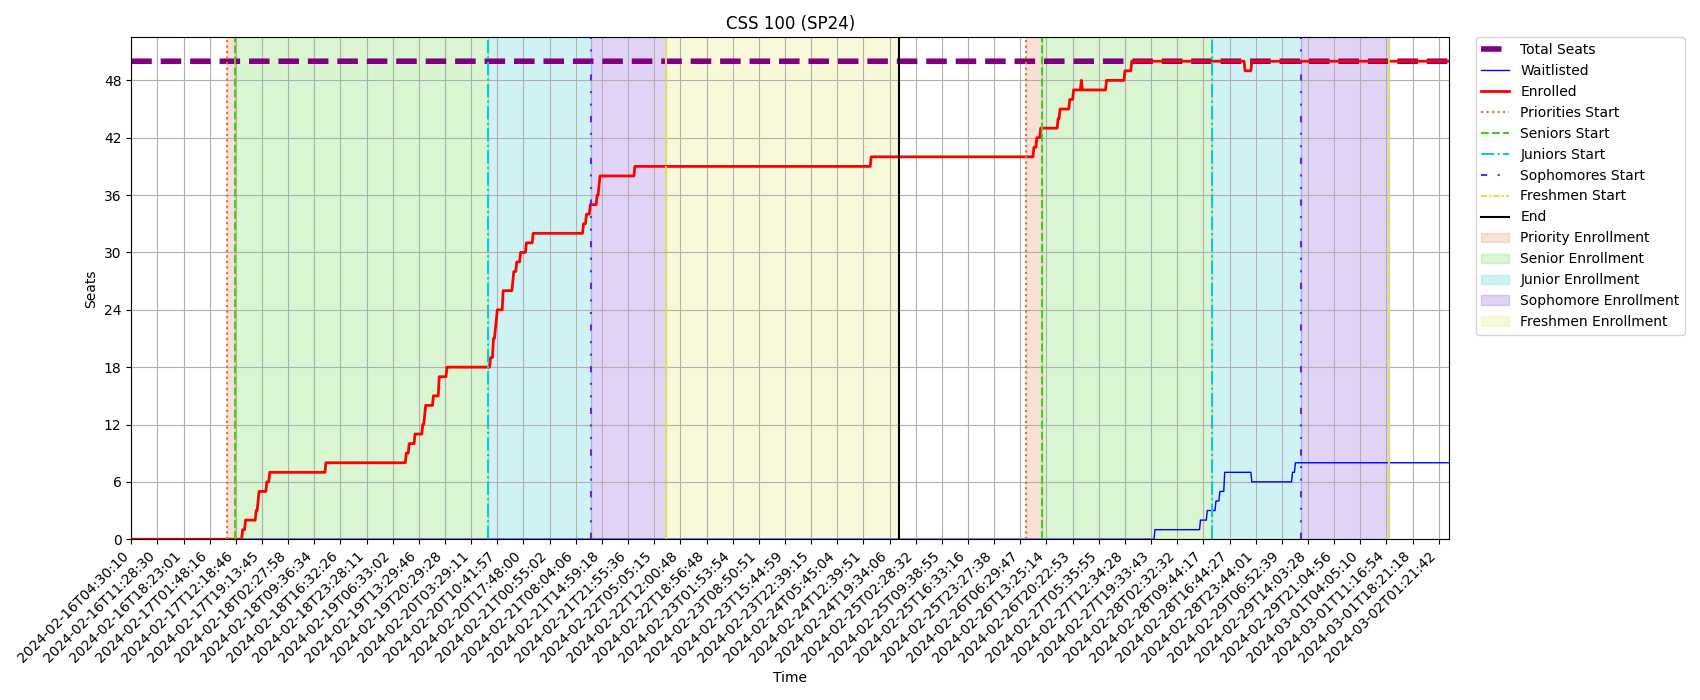 CSS 100 (SP24)
Total Seats
Waitlisted
Enrolled
Priorities Start
Seniors Start
Juniors Start
Sophomores Start
Freshmen Start
End
Priority Enrollment
Senior Enrollment
Junior Enrollment
Sophomore Enrollment
Freshmen Enrollment
Seats
48
42
36
30
24
18
12
6
0
2024-02-16T04:30:10
2024-02-16T11:28:30
2024-02-16T18:23:01
2024-02-17T01:48:16
2024-02-17T12:18:46
2024-02-17T19:13:45
2024-02-18T02:27:58
2024-02-18T09:36:34
2024-02-18T16:32:26
2024-02-18T23:28:11
2024-02-19T06:33:02
2024-02-19T13:29:46
2024-02-19T20:29:28
2024-02-20T03:29:11
2024-02-20T10:41:57
2024-02-20T17:48:00
2024-02-21T00:55:02
2024-02-21T08:04:06
2024-02-21T14:59:18
2024-02-21T21:55:36
2024-02-22T05:05:15
2024-02-22T12:00:48
2024-02-22T18:56:48
2024-02-23T01:53:54
2024-02-23T08:50:51
2024-02-23T15:44:59
2024-02-23T22:39:15
2024-02-24T05:45:04
2024-02-24T12:39:51
2024-02-24T19:34:06
2024-02-25T02:28:32
2024-02-25T09:38:55
2024-02-25T16:33:16
2024-02-25T23:27:38
2024-02-26T06:29:47
2024-02-26T13:25:14
2024-02-26T20:22:53
2024-02-27T05:35:55
2024-02-27T12:34:28
2024-02-27T19:33:43
2024-02-28T02:32:32
2024-02-28T09:44:17
2024-02-28T16:44:27
2024-02-28T23:44:01
2024-02-29T06:52:39
2024-02-29T14:03:28
2024-02-29T21:04:56
2024-03-01T04:05:10
2024-03-01T11:16:54
2024-03-01T18:21:18
2024-03-02T01:21:42
Time